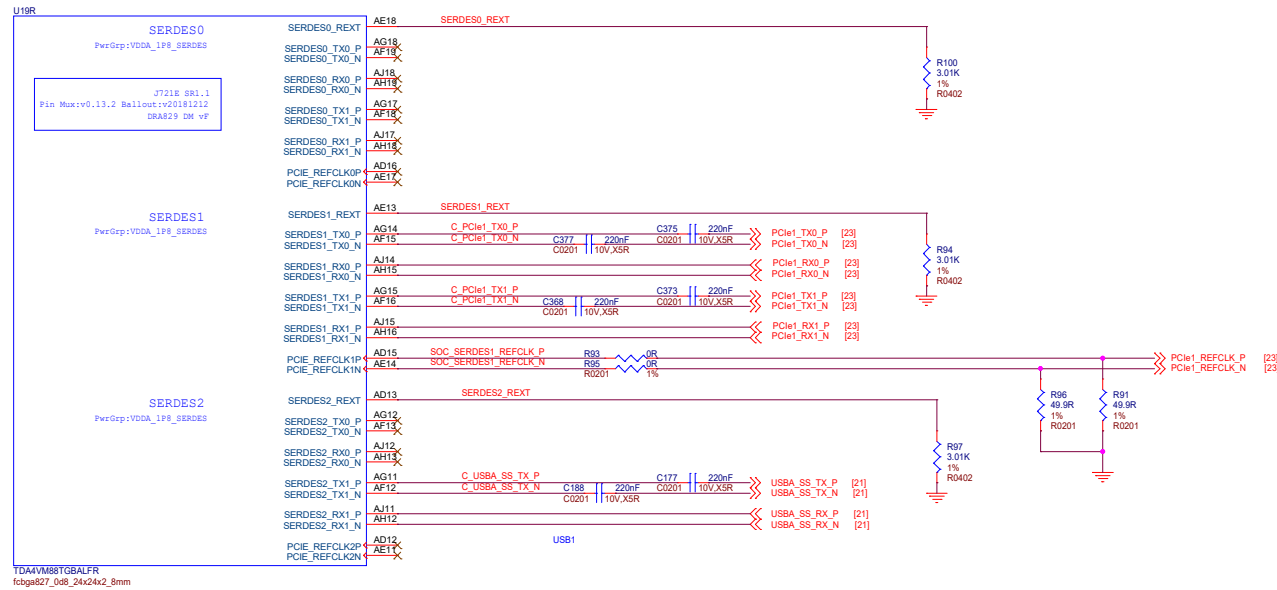 U19R
SERDES0
PwrGrp:VDDA_1P8_SERDES
J721E SR1.1
Pin Mux:v0.13.2 Ballout:v20181212
DRA829 DM vF
SERDES0_REXT AE18 SERDES0_REXT
SERDES0_TX0_P AG18
SERDES0_TX0_N AF19
SERDES0_RX0_P AJ18
SERDES0_RX0_N AH19
SERDES0_TX1_P AG17
SERDES0_TX1_N AF18
SERDES0_RX1_P AJ17
SERDES0_RX1_N AH18
PCIE_REFCLK0P AD16
PCIE_REFCLK0N AE17
R100
3.01K
1%
R0402
SERDES1
PwrGrp:VDDA_1P8_SERDES
SERDES1_REXT AE13 SERDES1_REXT
SERDES1_TX0_P AG14 C_PCIe1_TX0_P C375 220nF PCIe1_TX0_P [23]
C0201 10V,X5R
SERDES1_TX0_N AF15 C_PCIe1_TX0_N C377 220nF PCIe1_TX0_N [23]
C0201 10V,X5R
SERDES1_RX0_P AJ14 PCIe1_RX0_P [23]
SERDES1_RX0_N AH15 PCIe1_RX0_N [23]
SERDES1_TX1_P AG15 C_PCIe1_TX1_P C373 220nF PCIe1_TX1_P [23]
C0201 10V,X5R
SERDES1_TX1_N AF16 C_PCIe1_TX1_N C368 220nF PCIe1_TX1_N [23]
C0201 10V,X5R
SERDES1_RX1_P AJ15 PCIe1_RX1_P [23]
SERDES1_RX1_N AH16 PCIe1_RX1_N [23]
R94
3.01K
1%
R0402
PCIE_REFCLK1P AD15 SOC_SERDES1_REFCLK_P R93 0R PCIe1_REFCLK_P [23]
PCIE_REFCLK1N AE14 SOC_SERDES1_REFCLK_N R95 0R PCIe1_REFCLK_N [23
R0201 1%
R96
49.9R
1%
R0201
R91
49.9R
1%
R0201
SERDES2
PwrGrp:VDDA_1P8_SERDES
SERDES2_REXT AD13 SERDES2_REXT
SERDES2_TX0_P AG12
SERDES2_TX0_N AF13
SERDES2_RX0_P AJ12
SERDES2_RX0_N AH13
SERDES2_TX1_P AG11 C_USBA_SS_TX_P C177 220nF USBA_SS_TX_P [21]
C0201 10V,X5R
SERDES2_TX1_N AF12 C_USBA_SS_TX_N C188 220nF USBA_SS_TX_N [21]
C0201 10V,X5R
SERDES2_RX1_P AJ11 USBA_SS_RX_P [21]
SERDES2_RX1_N AH12 USBA_SS_RX_N [21]
R97
3.01K
1%
R0402
USB1
PCIE_REFCLK2P AD12
PCIE_REFCLK2N AE11
TDA4VM88TGBALFR
fcbga827_0d8_24x24x2_8mm